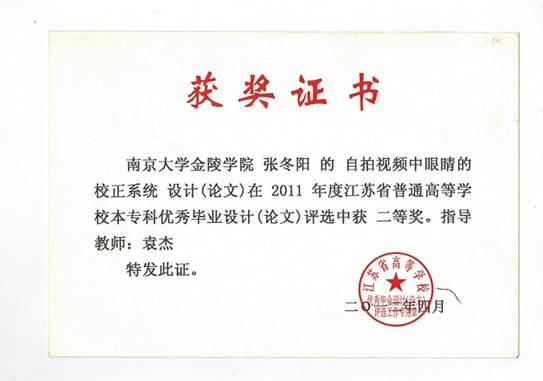 获奖证书
南京大学金陵学院 张冬阳 的 自拍视频中眼睛的
校正系统 设计(论文)在 2011 年度江苏省普通高等学
校本专科优秀毕业设计(论文)评选中获 二等奖。指导
教师：袁杰
特发此证。
江苏省高等学校
优秀毕业设计(论文)
评选工作专用章
二〇 年四月